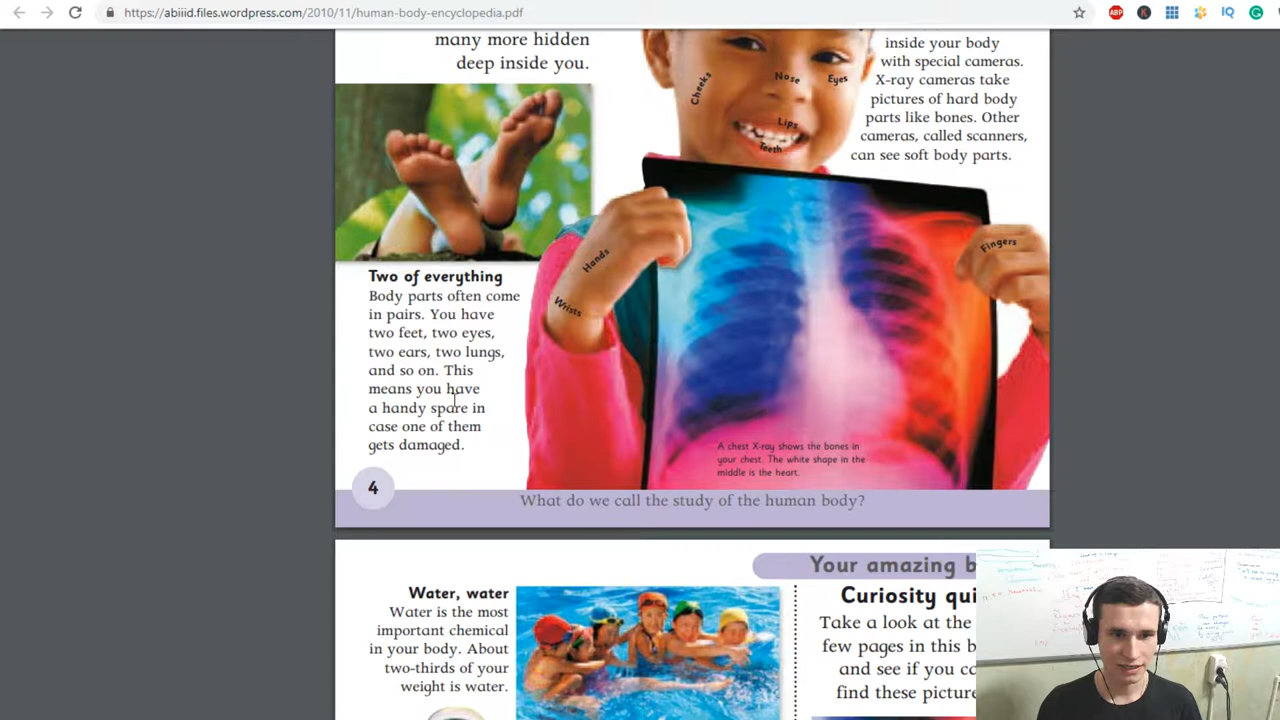 https://abiiid.files.wordpress.com/2010/11/human-body-encyclopedia.pdf
ABP
K
IQ
G
many more hidden
deep inside you.
Cheeks
Nose
Eyes
Lips
Teeth
inside your body
with special cameras.
X-ray cameras take
pictures of hard body
parts like bones. Other
cameras, called scanners,
can see soft body parts.
Hands
Wrists
Fingers
Two of everything
Body parts often come
in pairs. You have
two feet, two eyes,
two ears, two lungs,
and so on. This
means you have
a handy spare in
case one of them
gets damaged.
A chest X-ray shows the bones in
your chest. The white shape in the
middle is the heart.
4
What do we call the study of the human body?
Your amazing b
Water, water
Water is the most
important chemical
in your body. About
two-thirds of your
weight is water.
Curiosity qui
Take a look at the
few pages in this b
and see if you ca
find these picture